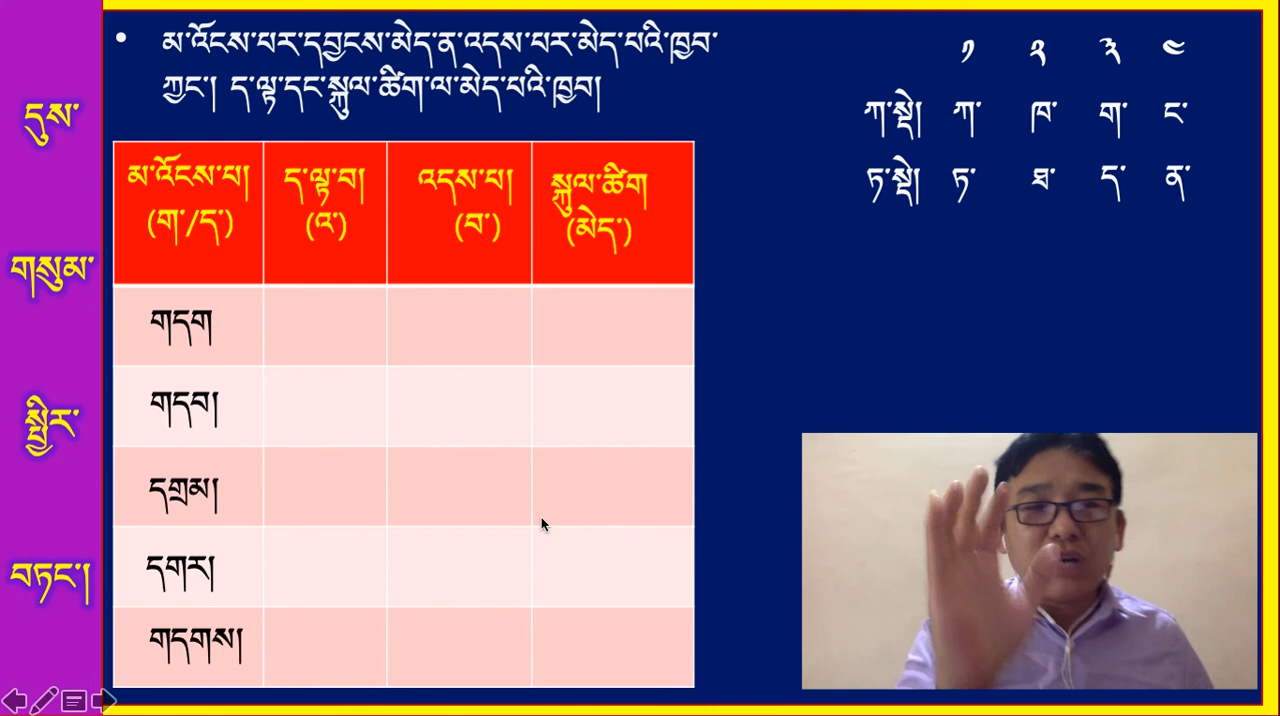 དུས་
གསུམ་
སྤྱིར་
བཏང་།
• མ་འོངས་པར་དབྱངས་མེད་ན་འདས་པར་མེད་པའི་ཁྱབ་
ཀྱང་། ད་ལྟ་དང་སྐུལ་ཚིག་ལ་མེད་པའི་ཁྱབ།
༡ ༢ ༣ ༤
ཀ་སྡེ། ཀ་ ཁ་ ག་ ང་
ཏ་སྡེ། ཏ་ ཐ་ ད་ ན་
མ་འོངས་པ། ད་ལྟ་བ། འདས་པ། སྐུལ་ཚིག
(ག་/ད་) (འ་) (བ་) (མེད་)
གདག
གདབ།
དགྲམ།
དགར།
གདགས།